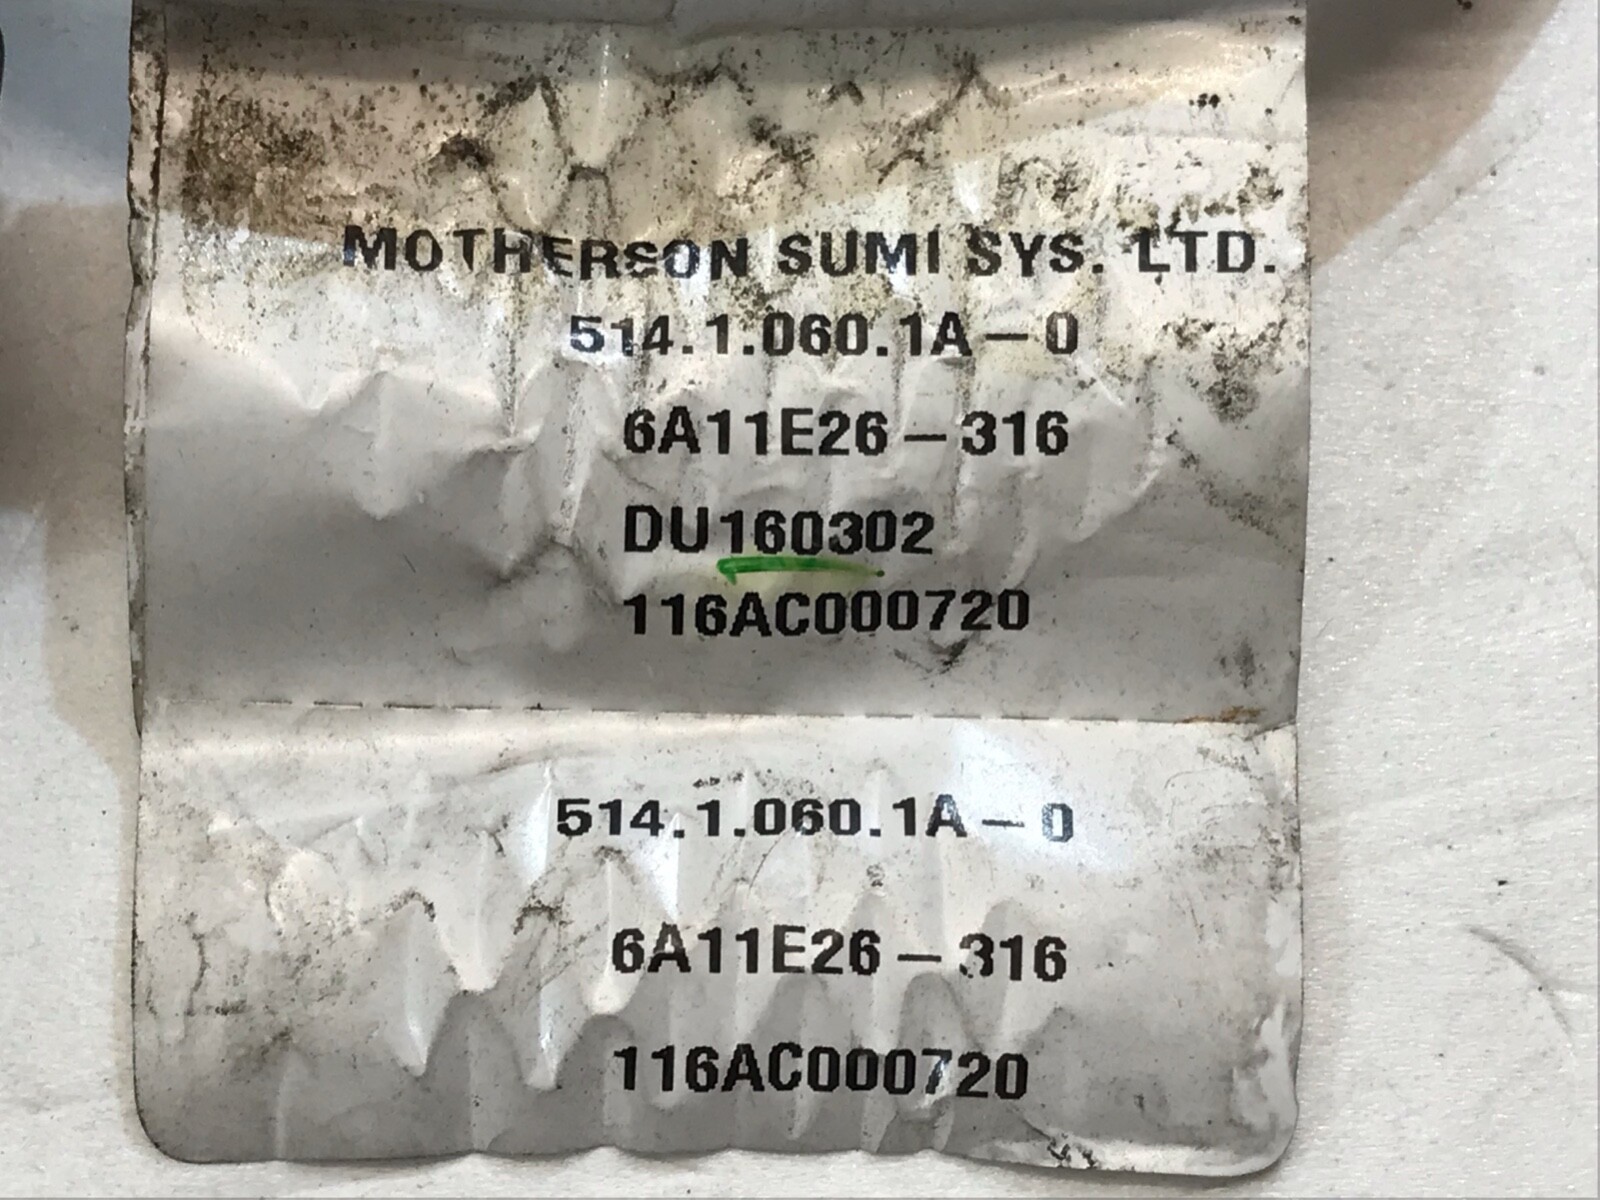 MOTHERSON SUMI SYS. LTD.
514.1.060.1A-0
6A11E26-316
DU160302
116AC000720
514.1.060.1A-0
6A11E26-316
116AC000720